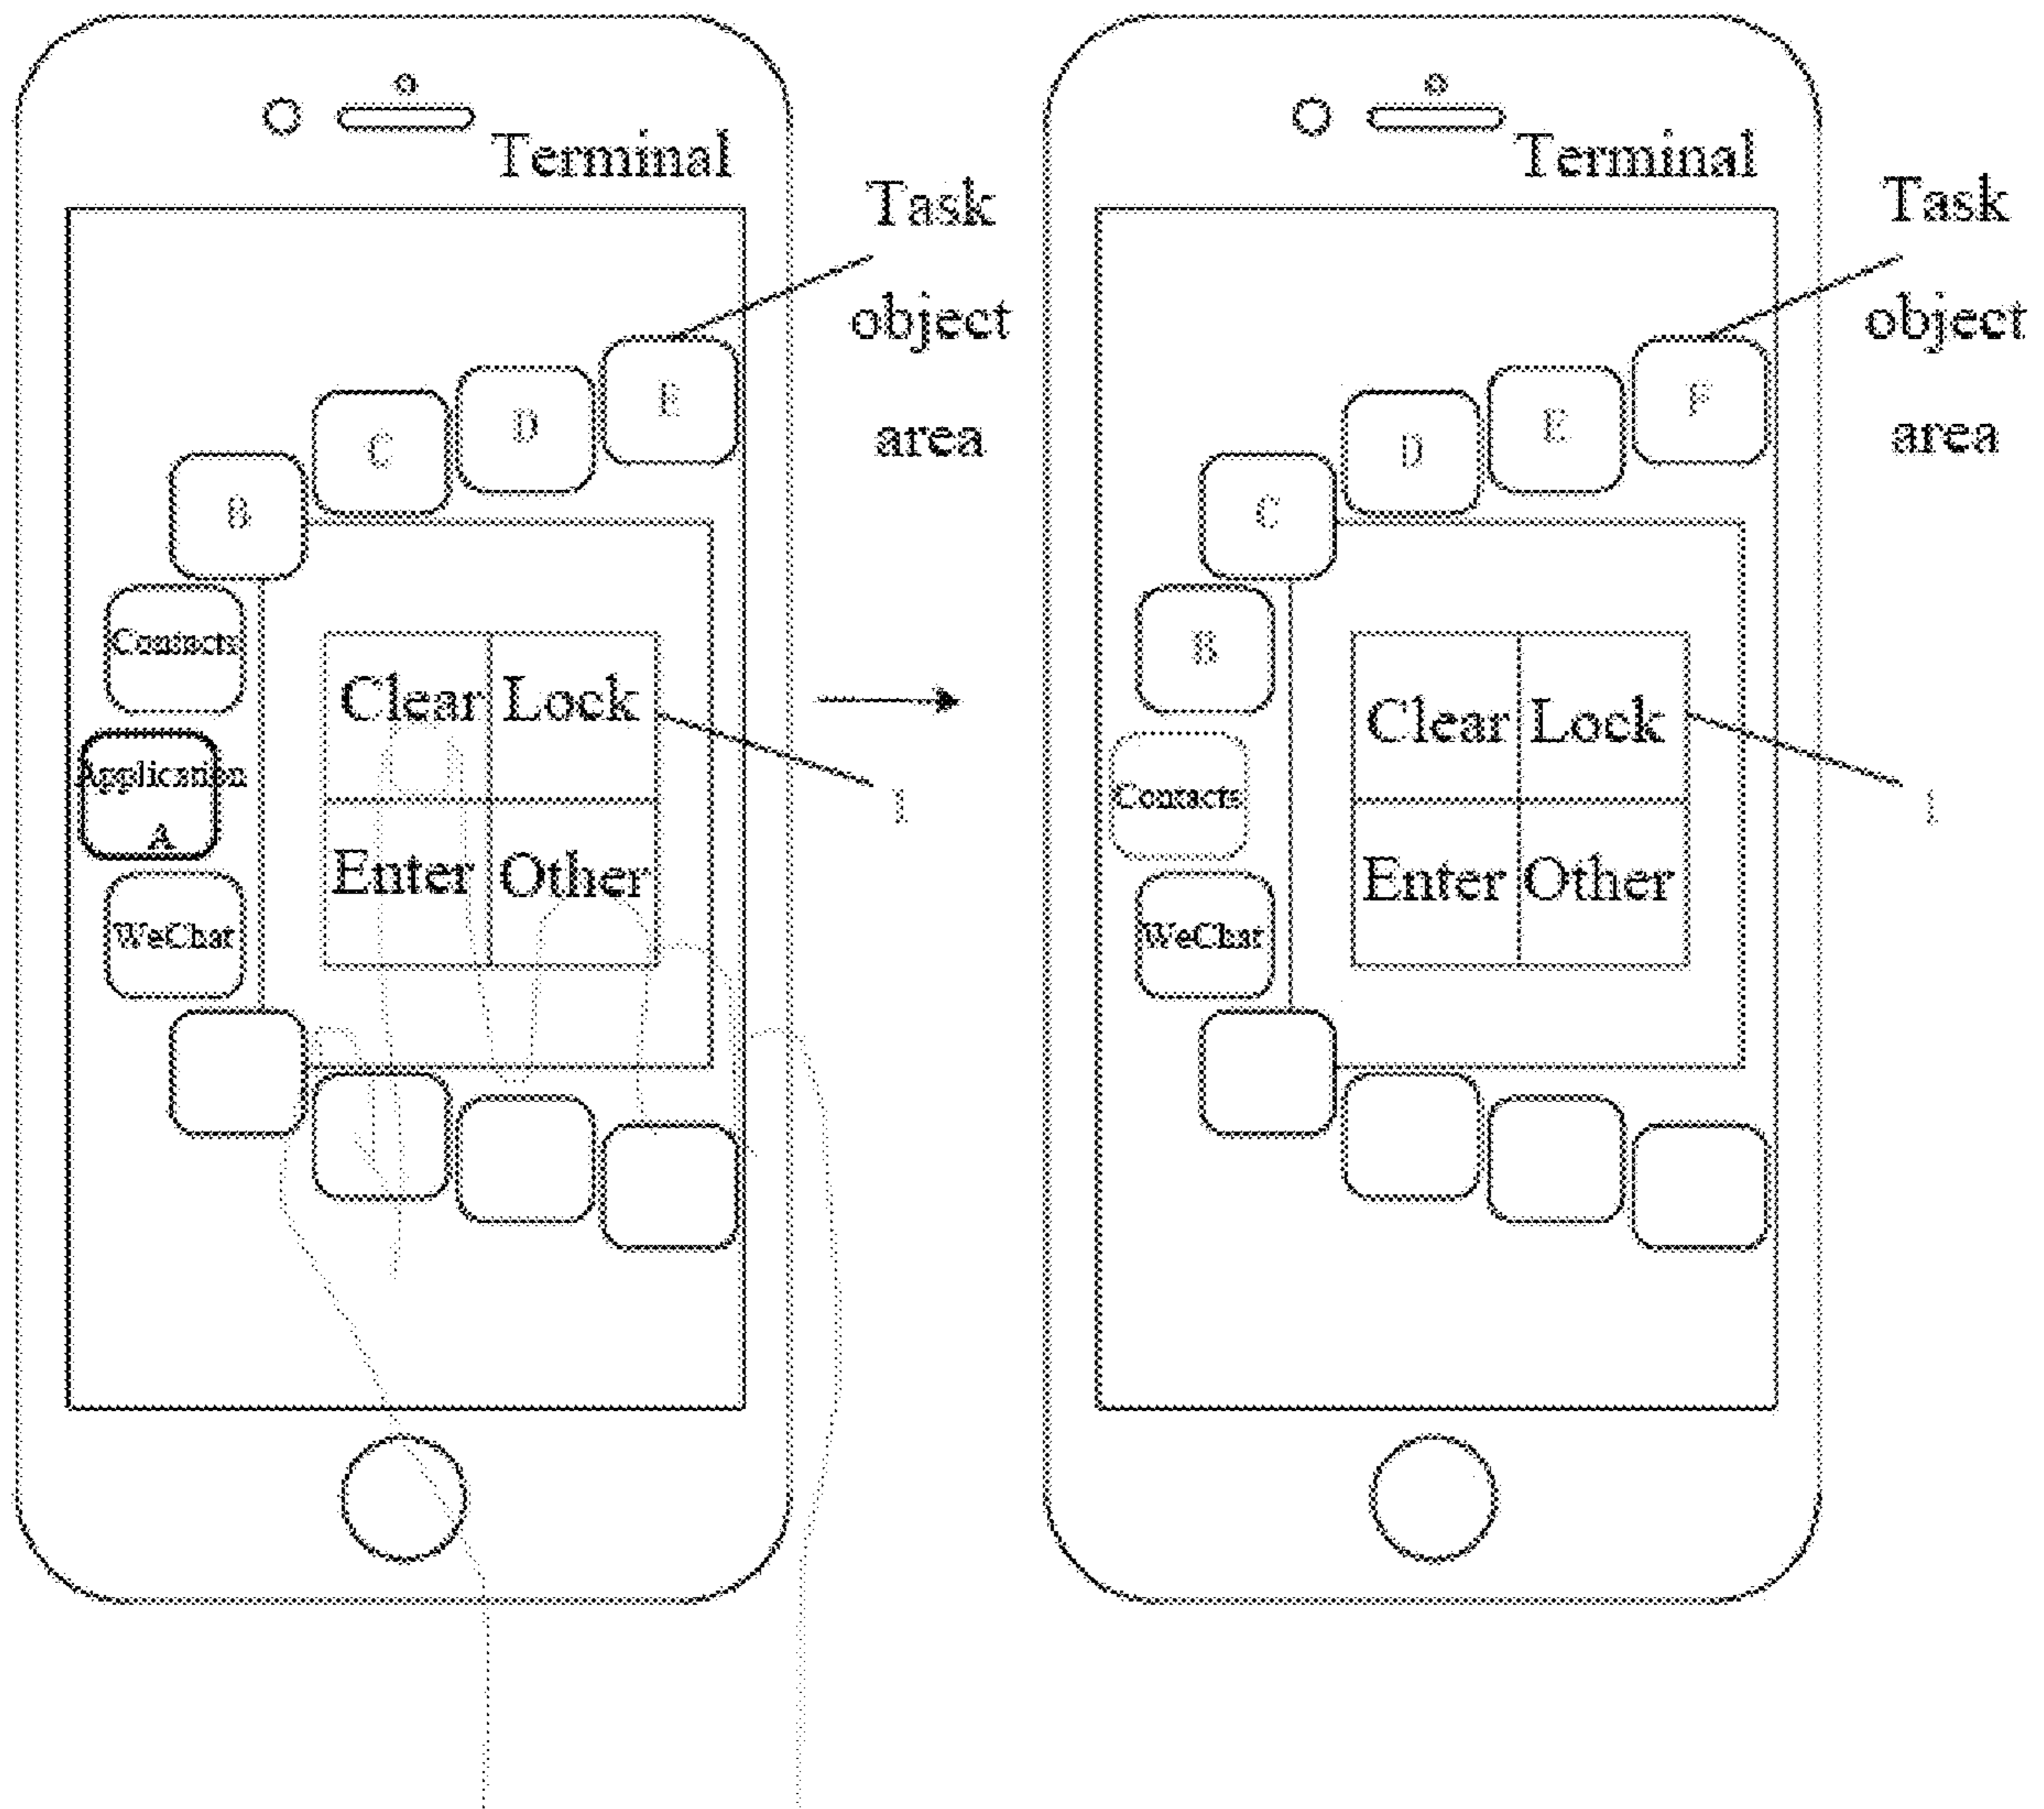 Terminal
Task
object
area
E
D
C
B
Contacts
Clear Lock
Application
A
1
Enter Other
WeChat
Terminal
Task
object
area
F
E
D
C
B
Clear Lock
Contacts
1
Enter Other
WeChat